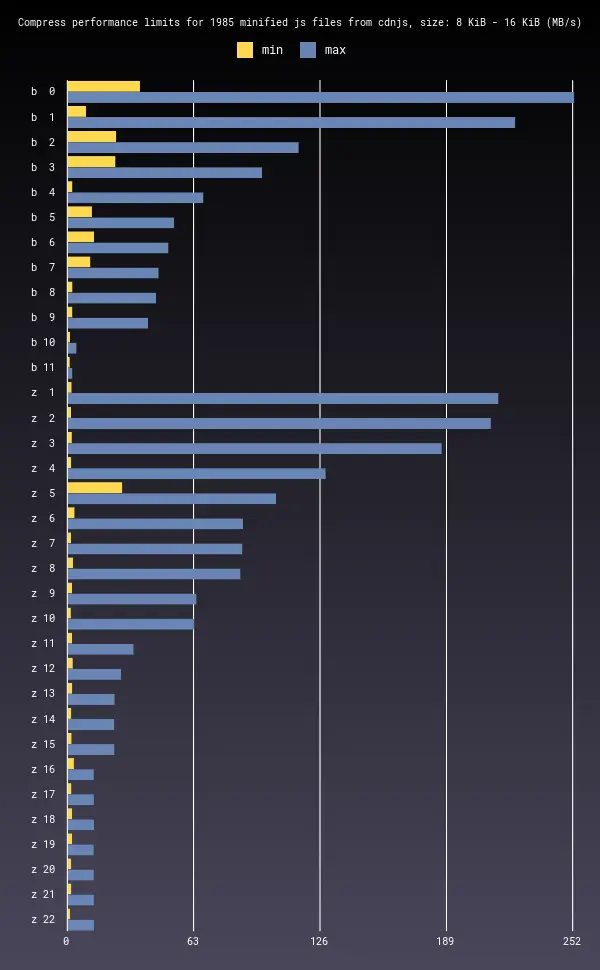 Compress performance limits for 1985 minified js files from cdnjs, size: 8 KiB - 16 KiB (MB/s)
min max
b 0
b 1
b 2
b 3
b 4
b 5
b 6
b 7
b 8
b 9
b 10
b 11
z 1
z 2
z 3
z 4
z 5
z 6
z 7
z 8
z 9
z 10
z 11
z 12
z 13
z 14
z 15
z 16
z 17
z 18
z 19
z 20
z 21
z 22
0 63 126 189 252